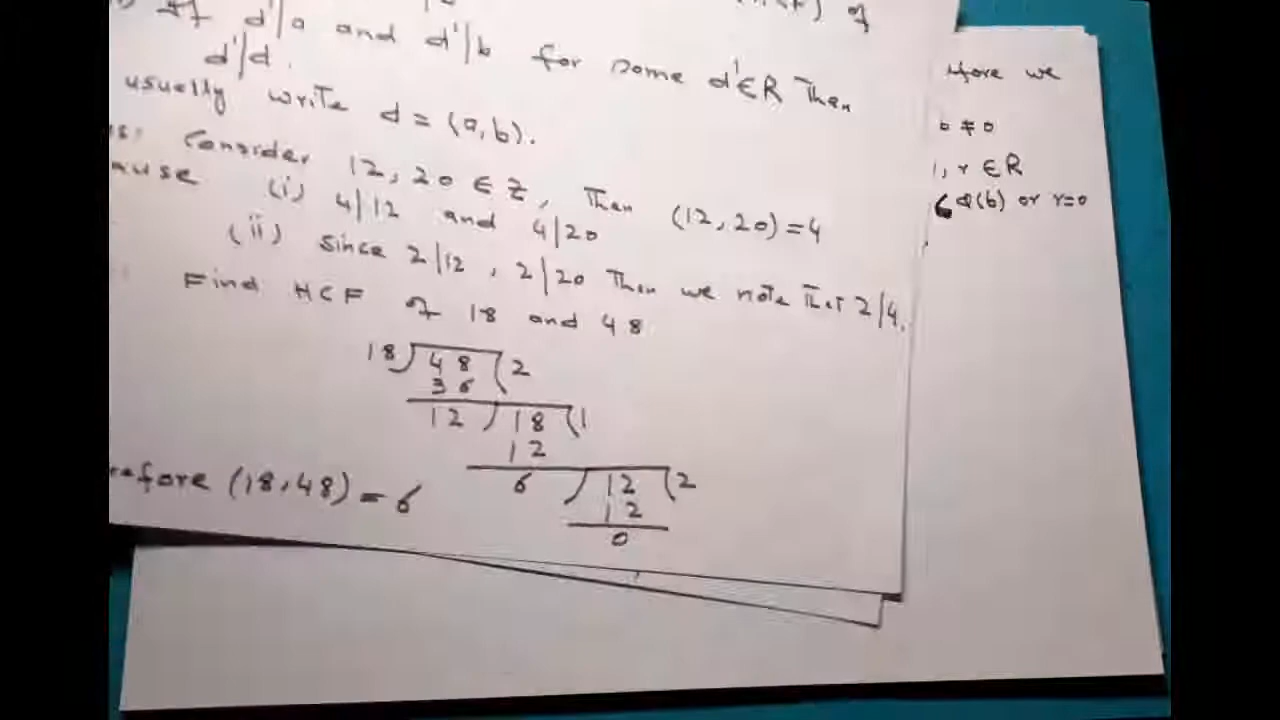 of
If d'|a and d'|b for some d'∈R Then
d'|d.
usually write d = (a,b).
Consider 12, 20 ∈ Z, Then (12, 20) = 4
(i) 4|12 and 4|20
(ii) since 2|12, 2|20 Then we note that 2|4.
Find HCF of 18 and 48
18) 48 (2
36
12) 18 (1
12
6) 12 (2
12
0
(18,48) = 6
we
b ≠ 0
, r ∈ R
d(b) or r=0